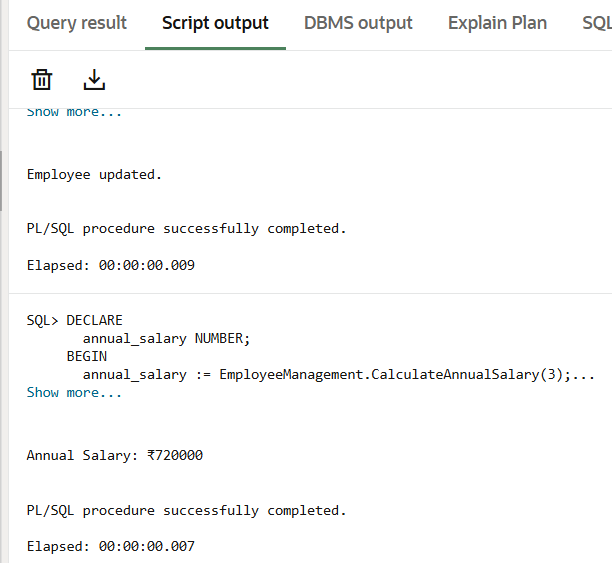 Query result Script output DBMS output Explain Plan SQL
Show more...
Employee updated.
PL/SQL procedure successfully completed.
Elapsed: 00:00:00.009
SQL> DECLARE
annual_salary NUMBER;
BEGIN
annual_salary := EmployeeManagement.CalculateAnnualSalary(3);...
Show more...
Annual Salary: ₹720000
PL/SQL procedure successfully completed.
Elapsed: 00:00:00.007